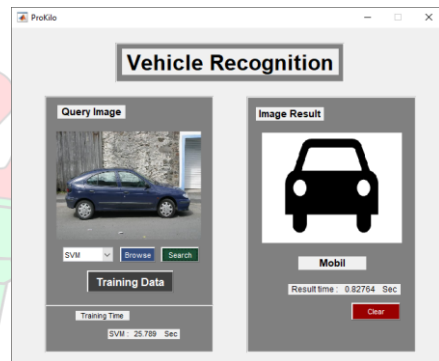 ProKilo
Vehicle Recognition
Query Image
SVM
Browse
Search
Training Data
Training Time
SVM : 25.789 Sec
Image Result
Mobil
Result time : 0.82764 Sec
Clear